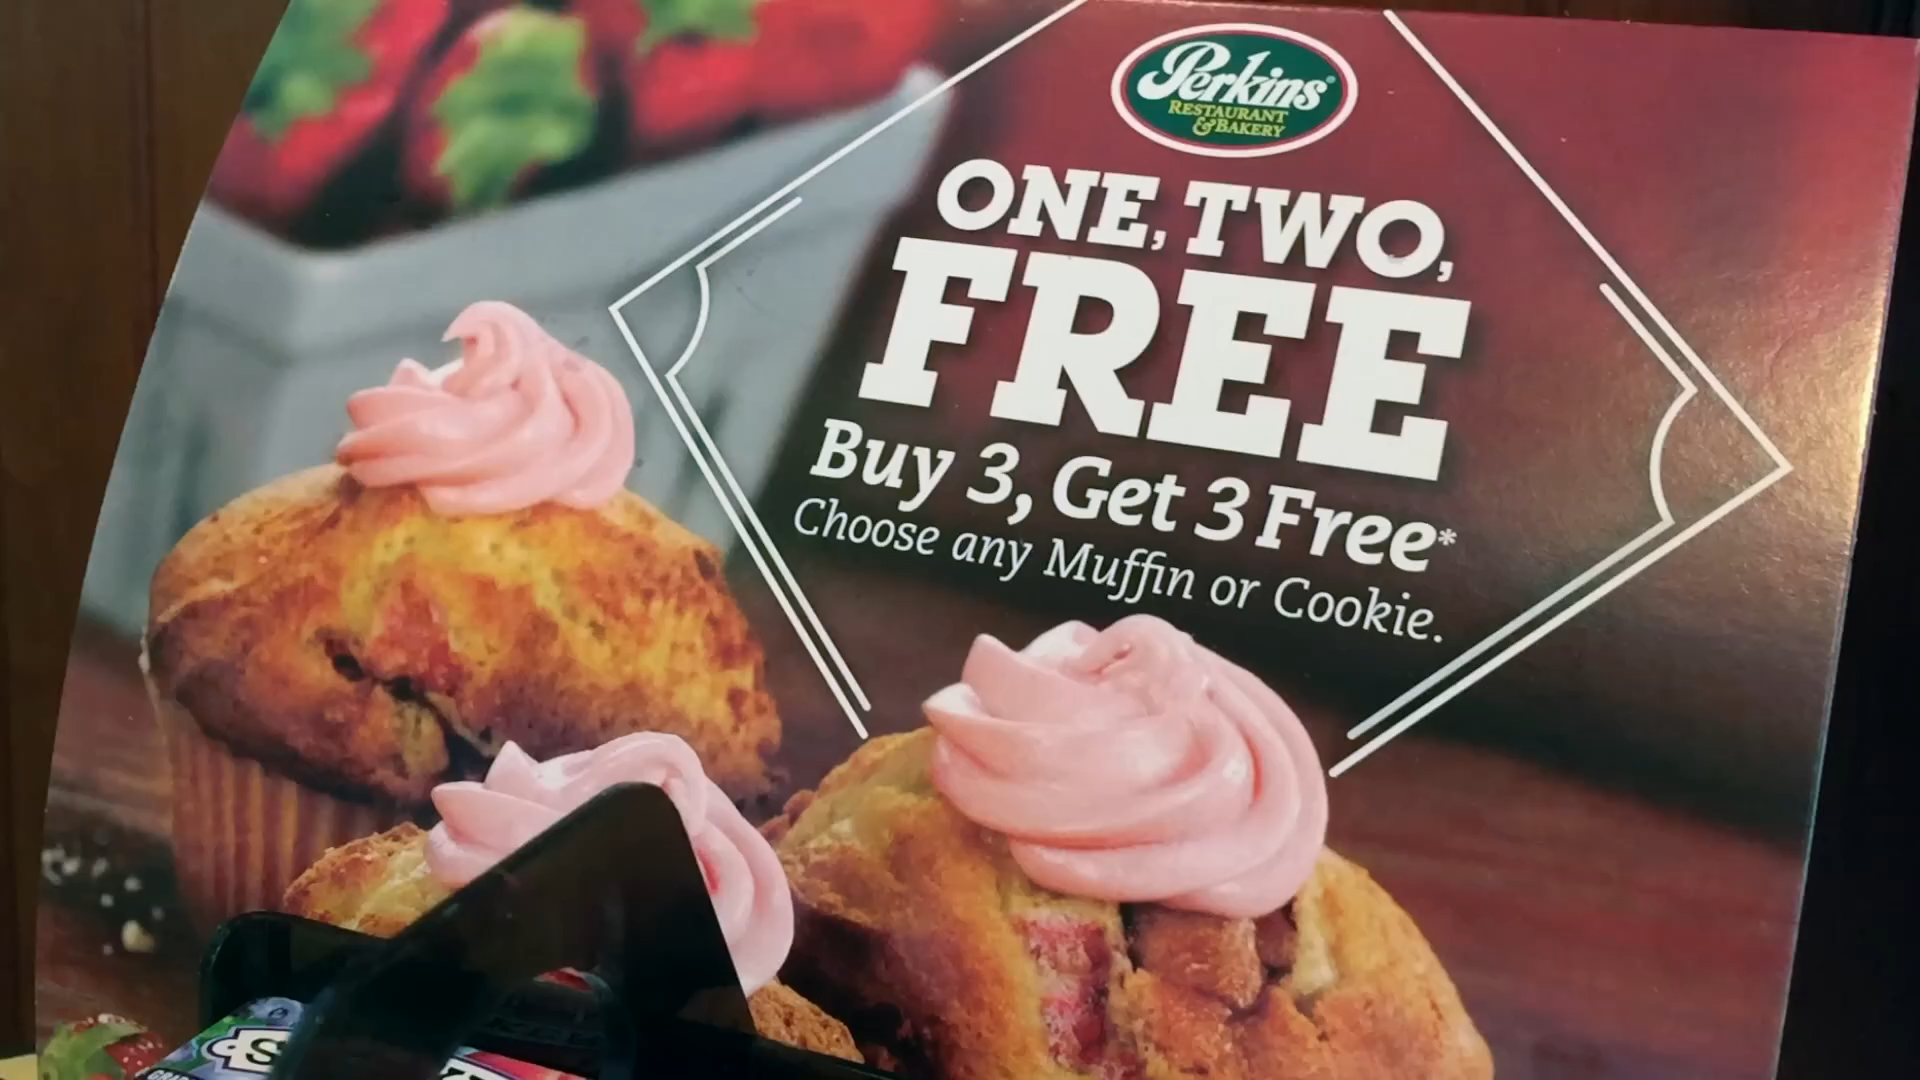 Perkins®
RESTAURANT
& BAKERY
ONE, TWO,
FREE
Buy 3, Get 3 Free*
Choose any Muffin or Cookie.